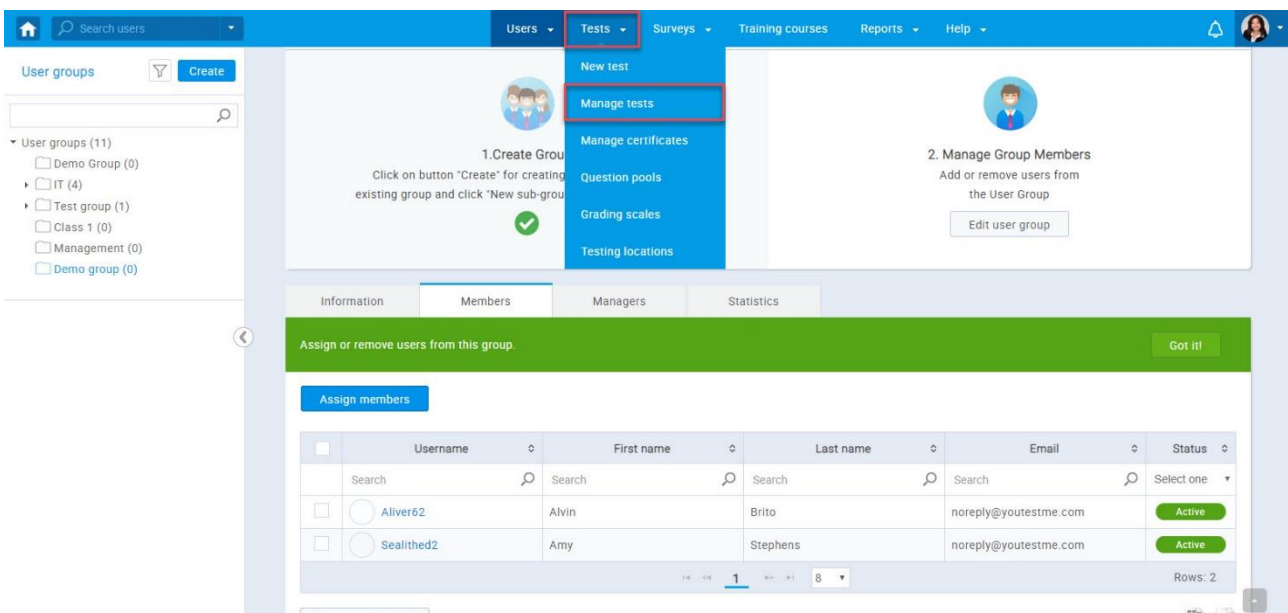 Search users
Users
Tests
Surveys
Training courses
Reports
Help
User groups
Create
User groups (11)
Demo Group (0)
IT (4)
Test group (1)
Class 1 (0)
Management (0)
Demo group (0)
New test
Manage tests
Manage certificates
Question pools
Grading scales
Testing locations
1.Create Grou
Click on button "Create" for creating
existing group and click "New sub-grou
2. Manage Group Members
Add or remove users from
the User Group
Edit user group
Information Members Managers Statistics
Assign or remove users from this group. Got it!
Assign members
Username First name Last name Email Status
Search Search Search Search Select one
Aliver62 Alvin Brito noreply@youtestme.com Active
Sealithed2 Amy Stephens noreply@youtestme.com Active
1 8 Rows: 2